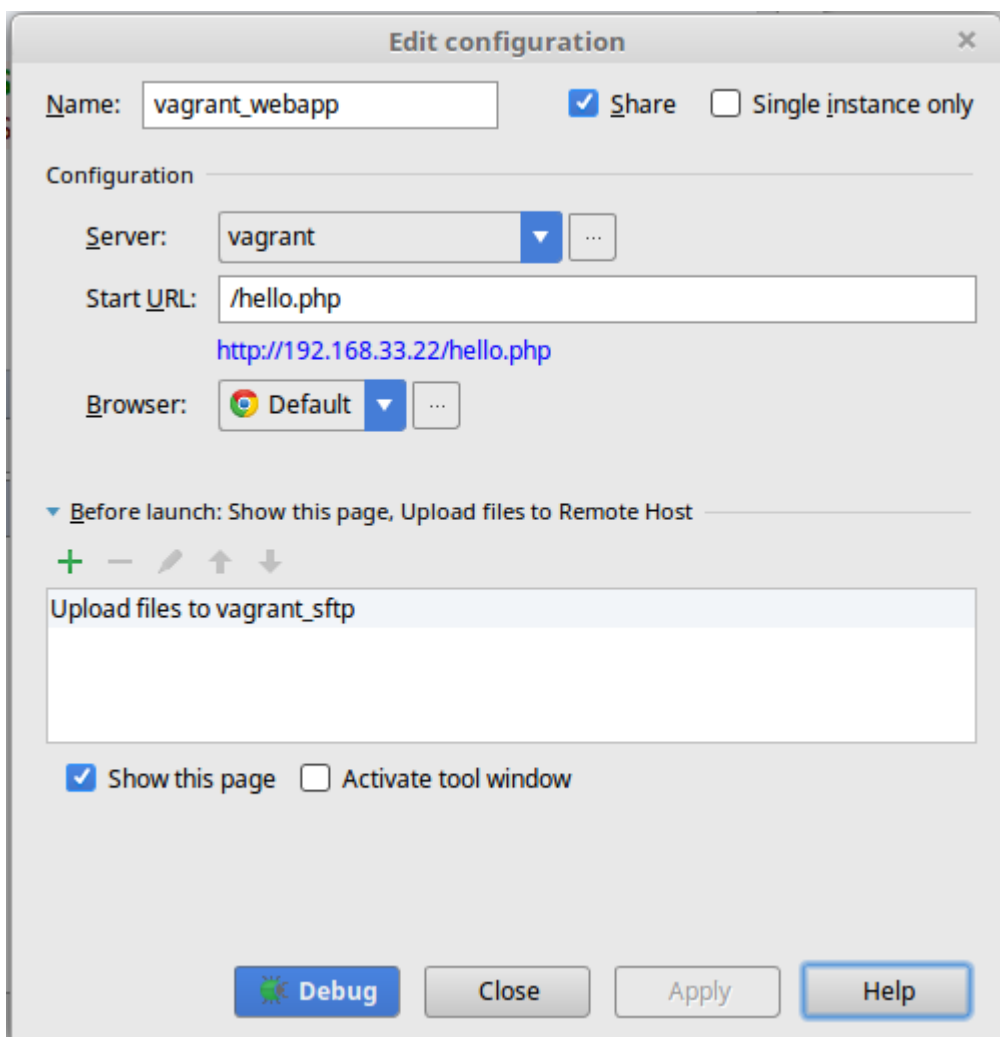 Edit configuration
Name: vagrant_webapp Share Single instance only
Configuration
Server: vagrant ...
Start URL: /hello.php
http://192.168.33.22/hello.php
Browser: Default ...
Before launch: Show this page, Upload files to Remote Host
Upload files to vagrant_sftp
Show this page Activate tool window
Debug Close Apply Help